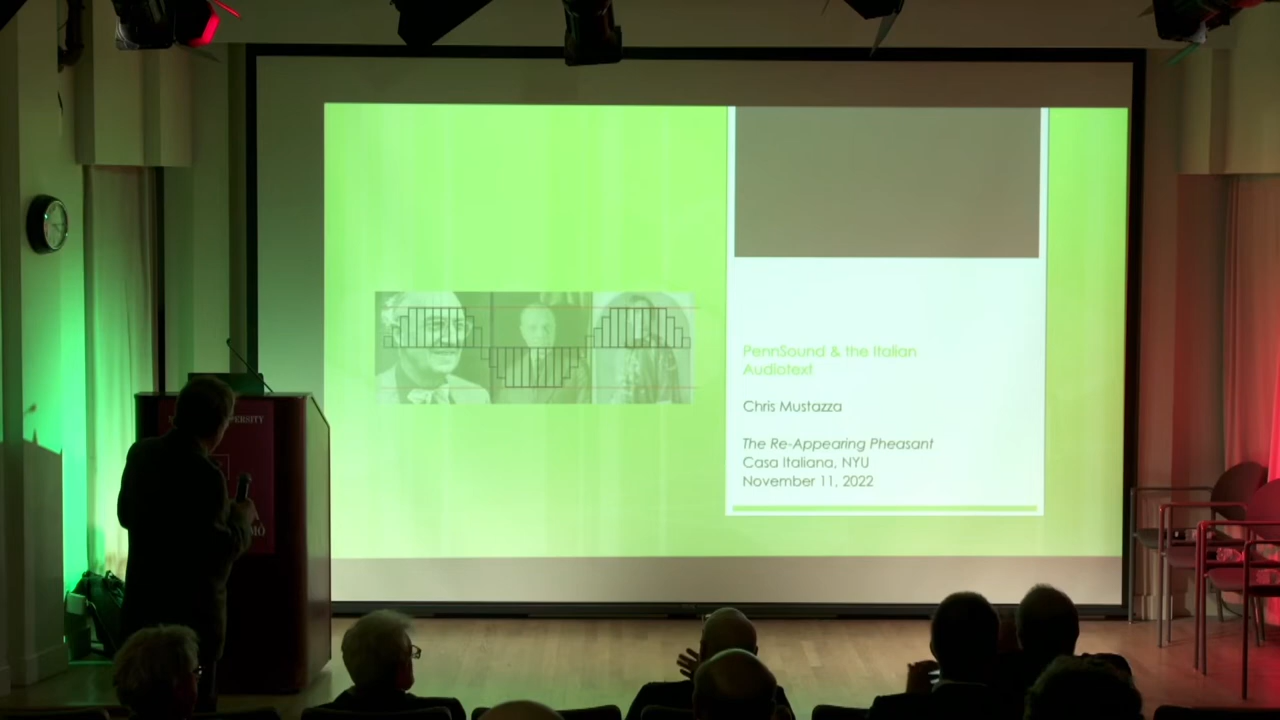 PennSound & the Italian
Audiotext
Chris Mustazza
The Re-Appearing Pheasant
Casa Italiana, NYU
November 11, 2022